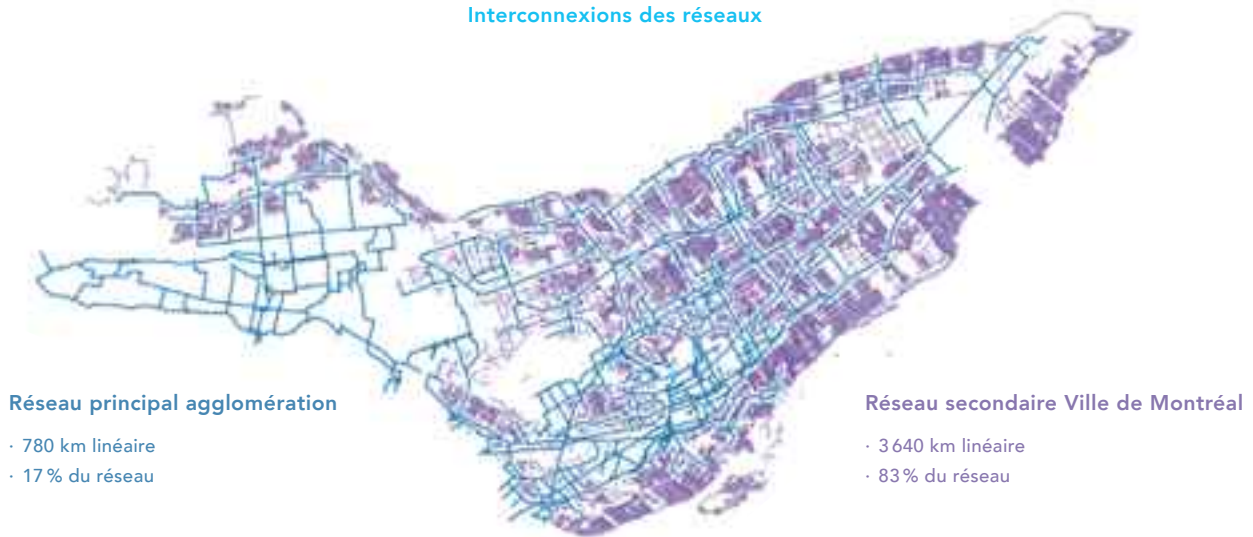 Interconnexions des réseaux
Réseau principal agglomération
· 780 km linéaire
· 17 % du réseau
Réseau secondaire Ville de Montréal
· 3 640 km linéaire
· 83 % du réseau